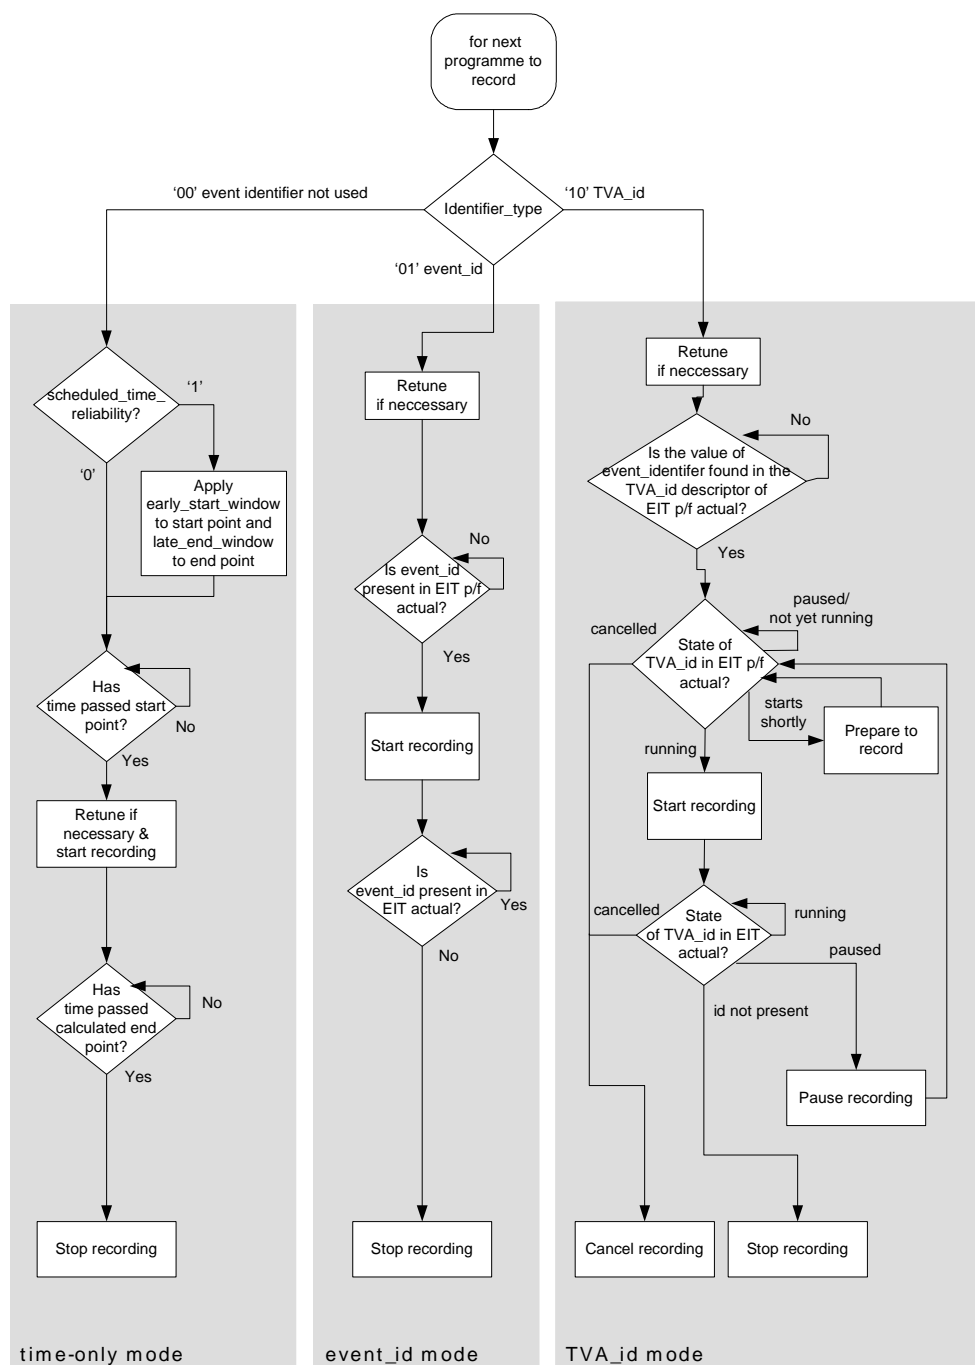 for next
programme to
record
‘00’ event identifier not used
Identifier_type
‘10’ TVA_id
‘01’ event_id
scheduled_time_
reliability?
‘1’
‘0’
Apply
early_start_window
to start point and
late_end_window
to end point
Has
time passed start
point?
No
Yes
Retune if
necessary &
start recording
Has
time passed
calculated end
point?
No
Yes
Stop recording
time-only mode
Retune
if neccessary
Is event_id
present in EIT p/f
actual?
No
Yes
Start recording
Is
event_id present in
EIT actual?
Yes
No
Stop recording
event_id mode
Retune
if neccessary
Is the value of
event_identifer found in the
TVA_id descriptor of
EIT p/f actual?
No
Yes
State of
TVA_id in EIT p/f
actual?
cancelled
paused/
not yet running
starts
shortly
Prepare to
record
running
Start recording
State
of TVA_id in EIT
actual?
cancelled
running
paused
id not present
Pause recording
Cancel recording
Stop recording
TVA_id mode